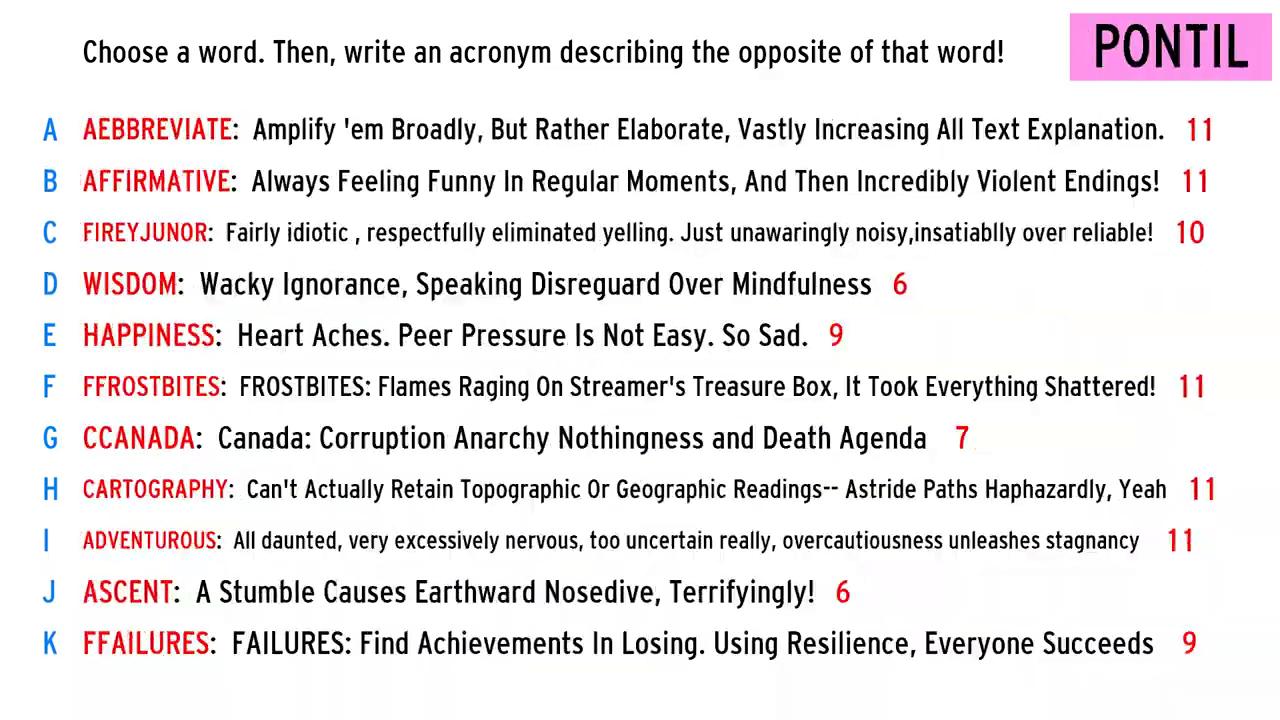 Choose a word. Then, write an acronym describing the opposite of that word!
PONTIL
A AEBBREVIATE: Amplify 'em Broadly, But Rather Elaborate, Vastly Increasing All Text Explanation. 11
B AFFIRMATIVE: Always Feeling Funny In Regular Moments, And Then Incredibly Violent Endings! 11
C FIREYJUNOR: Fairly idiotic , respectfully eliminated yelling. Just unawaringly noisy,insatiablly over reliable! 10
D WISDOM: Wacky Ignorance, Speaking Disreguard Over Mindfulness 6
E HAPPINESS: Heart Aches. Peer Pressure Is Not Easy. So Sad. 9
F FFROSTBITES: FROSTBITES: Flames Raging On Streamer's Treasure Box, It Took Everything Shattered! 11
G CCANADA: Canada: Corruption Anarchy Nothingness and Death Agenda 7
H CARTOGRAPHY: Can't Actually Retain Topographic Or Geographic Readings-- Astride Paths Haphazardly, Yeah 11
I ADVENTUROUS: All daunted, very excessively nervous, too uncertain really, overcautiousness unleashes stagnancy 11
J ASCENT: A Stumble Causes Earthward Nosedive, Terrifyingly! 6
K FFAILURES: FAILURES: Find Achievements In Losing. Using Resilience, Everyone Succeeds 9